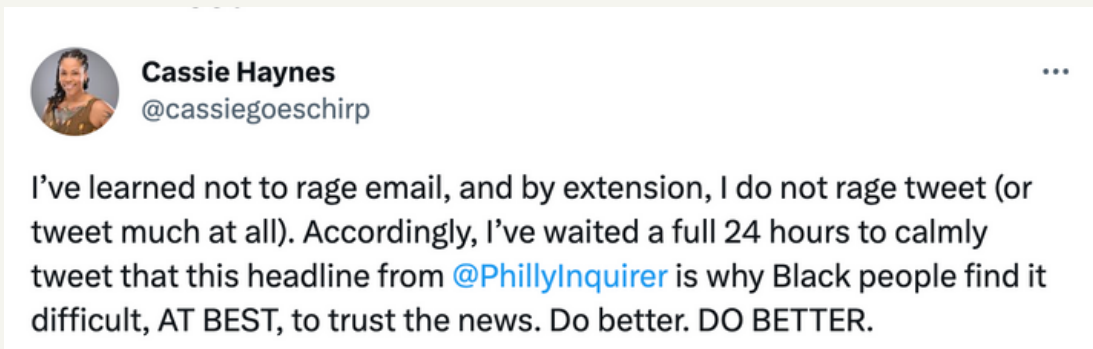 Cassie Haynes
@cassiegoeschirp
I’ve learned not to rage email, and by extension, I do not rage tweet (or
tweet much at all). Accordingly, I’ve waited a full 24 hours to calmly
tweet that this headline from @PhillyInquirer is why Black people find it
difficult, AT BEST, to trust the news. Do better. DO BETTER.